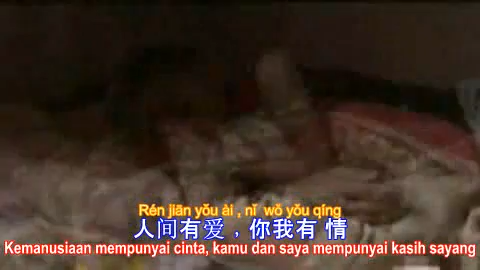 Rén jiān yǒu ài , nǐ wǒ yǒu qíng
人间有爱，你我有 情
Kemanusiaan mempunyai cinta, kamu dan saya mempunyai kasih sayang